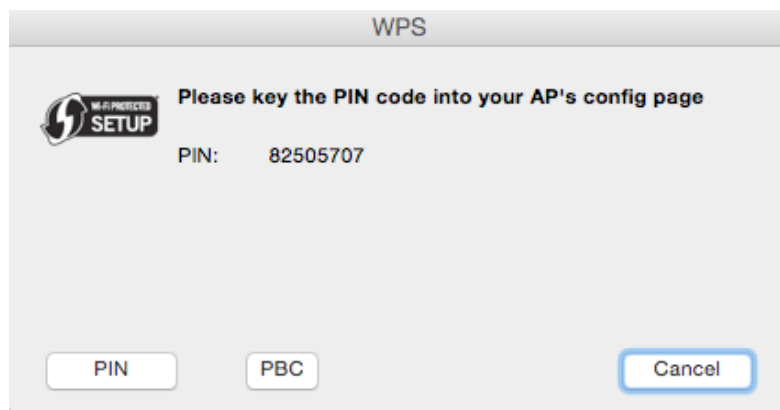 WPS
Wi-Fi PROTECTED
SETUP
Please key the PIN code into your AP's config page
PIN: 82505707
PIN PBC Cancel